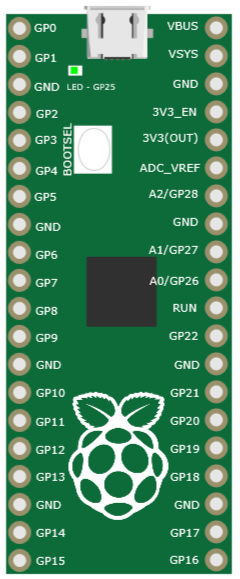 GP0 VBUS
GP1 VSYS
LED - GP25
GND GND
GP2 3V3_EN
BOOTSEL
GP3 3V3(OUT)
GP4 ADC_VREF
GP5 A2/GP28
GND GND
GP6 A1/GP27
GP7 A0/GP26
GP8 RUN
GP9 GP22
GND GND
GP10 GP21
GP11 GP20
GP12 GP19
GP13 GP18
GND GND
GP14 GP17
GP15 GP16